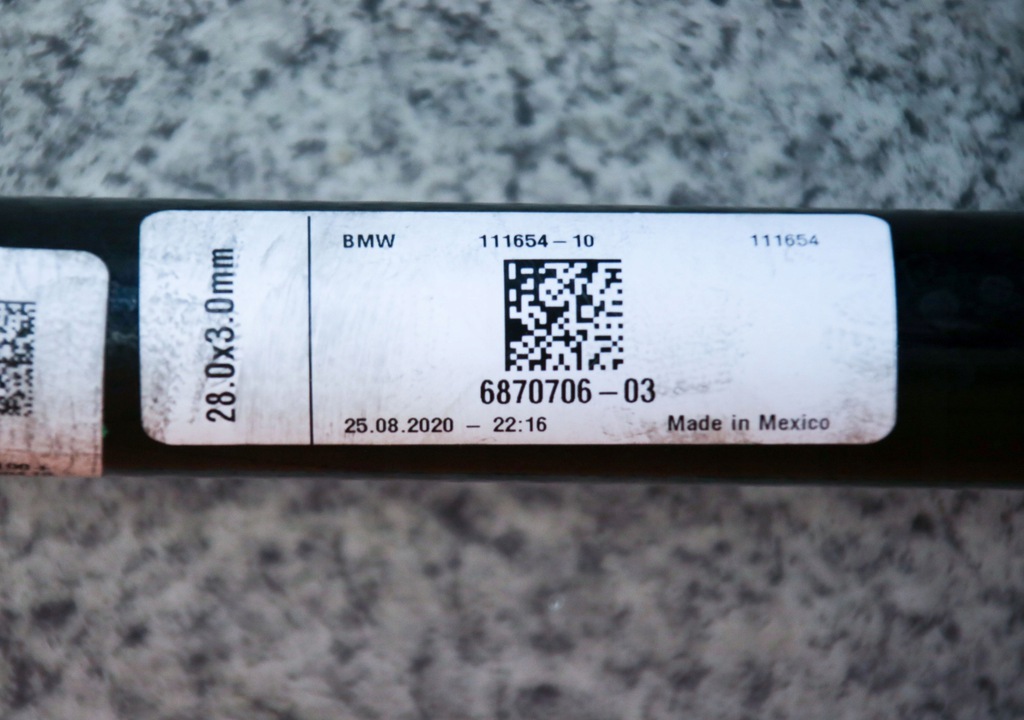 28.0x3.0mm
BMW 111654-10 111654
6870706-03
25.08.2020 - 22:16 Made in Mexico